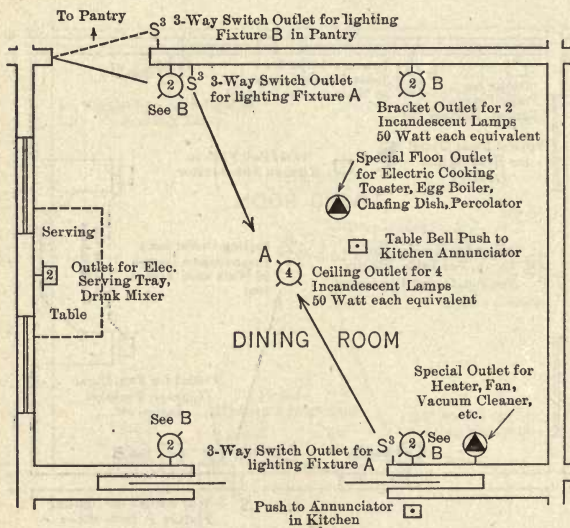 To Pantry
S³ 3-Way Switch Outlet for lighting
Fixture B in Pantry
2
See B
S³ 3-Way Switch Outlet
for lighting Fixture A
2 B
Bracket Outlet for 2
Incandescent Lamps
50 Watt each equivalent
Special Floor Outlet
for Electric Cooking
Toaster, Egg Boiler,
Chafing Dish, Percolator
Serving
Table
2
Outlet for Elec.
Serving Tray,
Drink Mixer
Table Bell Push to
Kitchen Annunciator
A
4
Ceiling Outlet for 4
Incandescent Lamps
50 Watt each equivalent
DINING ROOM
Special Outlet for
Heater, Fan,
Vacuum Cleaner,
etc.
See B
2
3-Way Switch Outlet for
lighting Fixture A
S³
2
See
B
Push to Annunciator
in Kitchen